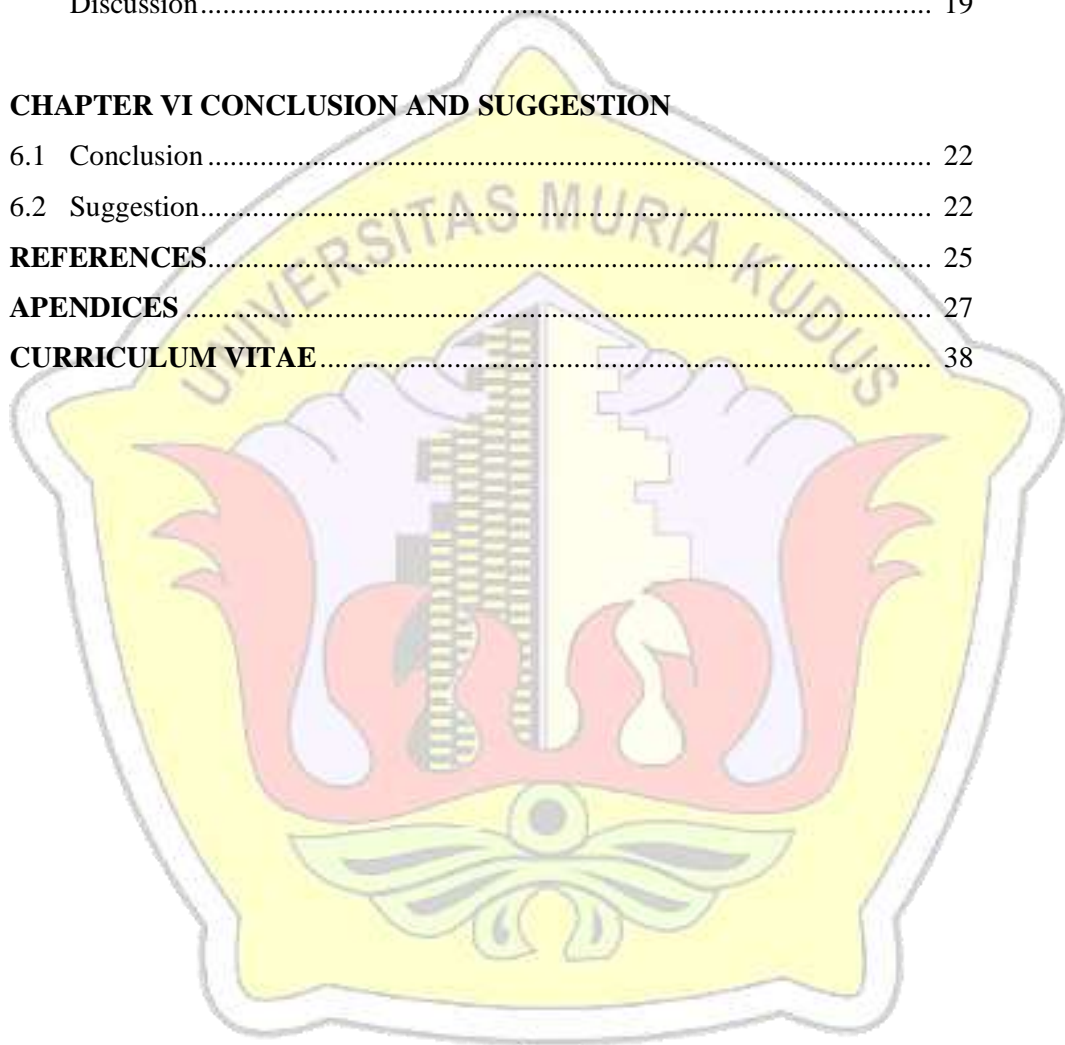 Discussion.................................................................................................... 19
CHAPTER VI CONCLUSION AND SUGGESTION
6.1 Conclusion................................................................................................... 22
6.2 Suggestion.................................................................................................... 22
REFERENCES.................................................................................................... 25
APENDICES...................................................................................................... 27
CURRICULUM VITAE.................................................................................... 38
UNIVERSITAS MURIA KUDUS